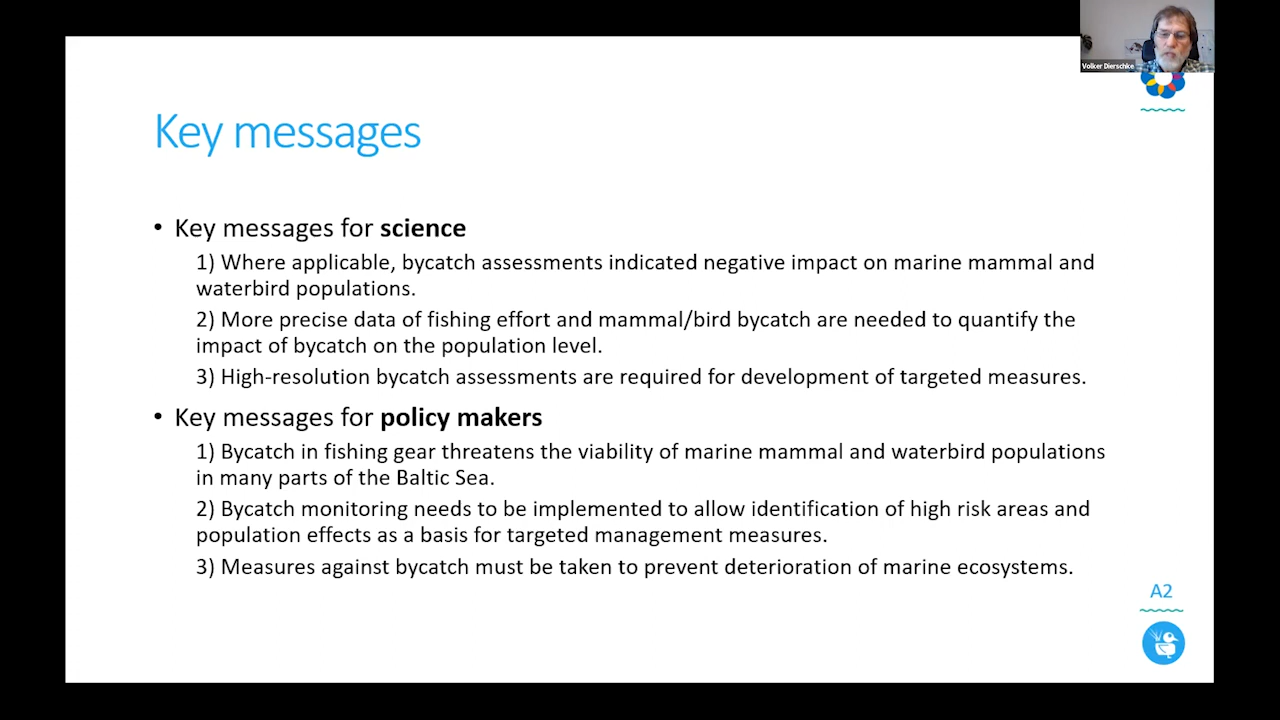 Volker Dierschke
Key messages
• Key messages for science
1) Where applicable, bycatch assessments indicated negative impact on marine mammal and
waterbird populations.
2) More precise data of fishing effort and mammal/bird bycatch are needed to quantify the
impact of bycatch on the population level.
3) High-resolution bycatch assessments are required for development of targeted measures.
• Key messages for policy makers
1) Bycatch in fishing gear threatens the viability of marine mammal and waterbird populations
in many parts of the Baltic Sea.
2) Bycatch monitoring needs to be implemented to allow identification of high risk areas and
population effects as a basis for targeted management measures.
3) Measures against bycatch must be taken to prevent deterioration of marine ecosystems.
A2